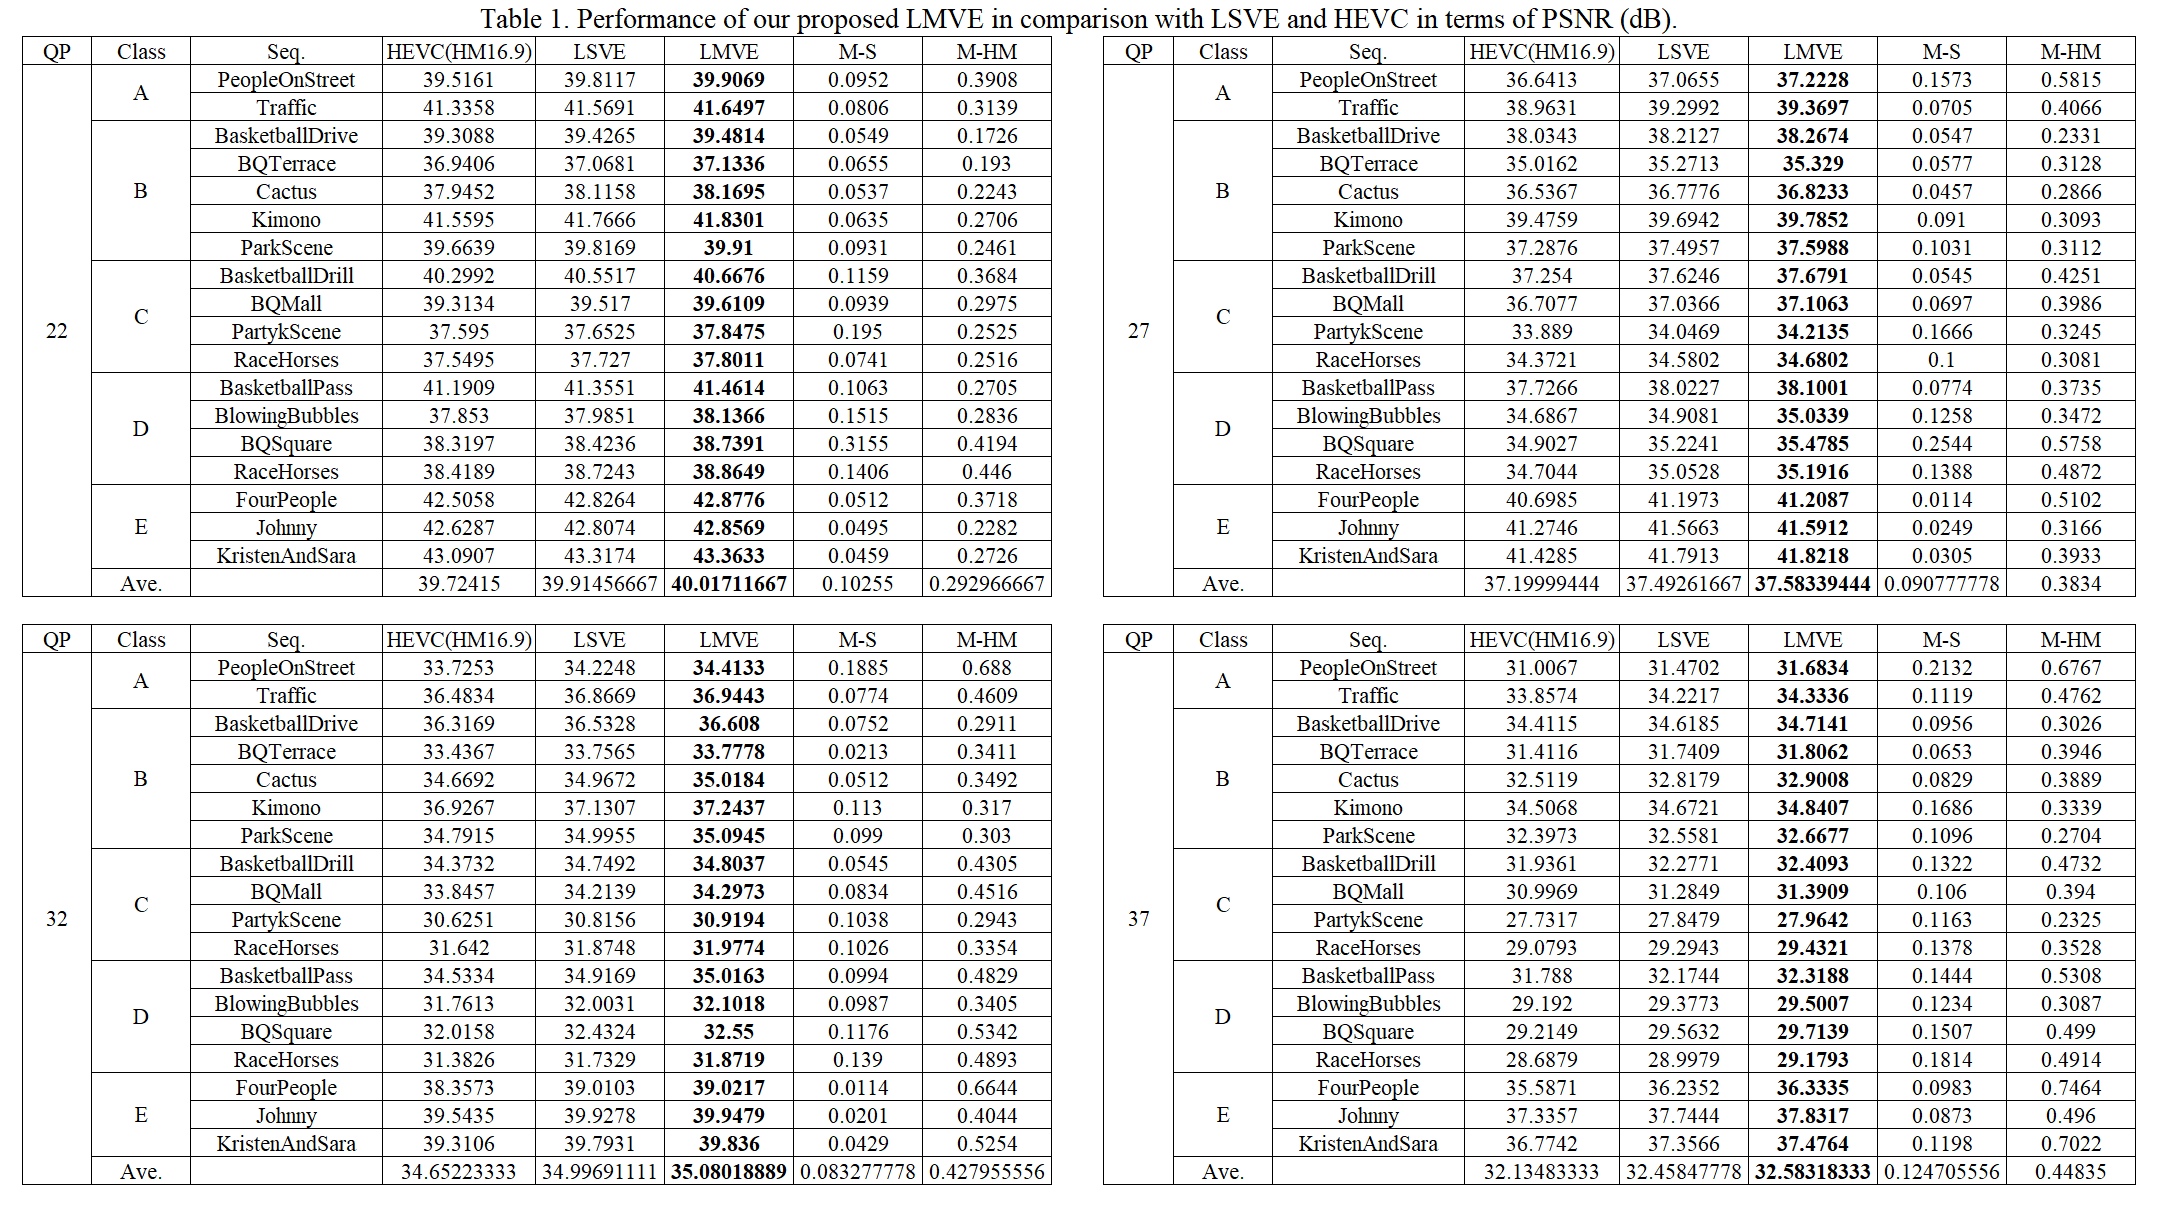 Table 1. Performance of our proposed LMVE in comparison with LSVE and HEVC in terms of PSNR (dB).
QP Class Seq. HEVC(HM16.9) LSVE LMVE M-S M-HM
22 A PeopleOnStreet 39.5161 39.8117 39.9069 0.0952 0.3908
Traffic 41.3358 41.5691 41.6497 0.0806 0.3139
B BasketballDrive 39.3088 39.4265 39.4814 0.0549 0.1726
BQTerrace 36.9406 37.0681 37.1336 0.0655 0.193
Cactus 37.9452 38.1158 38.1695 0.0537 0.2243
Kimono 41.5595 41.7666 41.8301 0.0635 0.2706
ParkScene 39.6639 39.8169 39.91 0.0931 0.2461
C BasketballDrill 40.2992 40.5517 40.6676 0.1159 0.3684
BQMall 39.3134 39.517 39.6109 0.0939 0.2975
PartykScene 37.595 37.6525 37.8475 0.195 0.2525
RaceHorses 37.5495 37.727 37.8011 0.0741 0.2516
D BasketballPass 41.1909 41.3551 41.4614 0.1063 0.2705
BlowingBubbles 37.853 37.9851 38.1366 0.1515 0.2836
BQSquare 38.3197 38.4236 38.7391 0.3155 0.4194
RaceHorses 38.4189 38.7243 38.8649 0.1406 0.446
E FourPeople 42.5058 42.8264 42.8776 0.0512 0.3718
Johnny 42.6287 42.8074 42.8569 0.0495 0.2282
KristenAndSara 43.0907 43.3174 43.3633 0.0459 0.2726
Ave. 39.72415 39.91456667 40.01711667 0.10255 0.292966667
QP Class Seq. HEVC(HM16.9) LSVE LMVE M-S M-HM
27 A PeopleOnStreet 36.6413 37.0655 37.2228 0.1573 0.5815
Traffic 38.9631 39.2992 39.3697 0.0705 0.4066
B BasketballDrive 38.0343 38.2127 38.2674 0.0547 0.2331
BQTerrace 35.0162 35.2713 35.329 0.0577 0.3128
Cactus 36.5367 36.7776 36.8233 0.0457 0.2866
Kimono 39.4759 39.6942 39.7852 0.091 0.3093
ParkScene 37.2876 37.4957 37.5988 0.1031 0.3112
C BasketballDrill 37.254 37.6246 37.6791 0.0545 0.4251
BQMall 36.7077 37.0366 37.1063 0.0697 0.3986
PartykScene 33.889 34.0469 34.2135 0.1666 0.3245
RaceHorses 34.3721 34.5802 34.6802 0.1 0.3081
D BasketballPass 37.7266 38.0227 38.1001 0.0774 0.3735
BlowingBubbles 34.6867 34.9081 35.0339 0.1258 0.3472
BQSquare 34.9027 35.2241 35.4785 0.2544 0.5758
RaceHorses 34.7044 35.0528 35.1916 0.1388 0.4872
E FourPeople 40.6985 41.1973 41.2087 0.0114 0.5102
Johnny 41.2746 41.5663 41.5912 0.0249 0.3166
KristenAndSara 41.4285 41.7913 41.8218 0.0305 0.3933
Ave. 37.19999444 37.49261667 37.58339444 0.090777778 0.3834
QP Class Seq. HEVC(HM16.9) LSVE LMVE M-S M-HM
32 A PeopleOnStreet 33.7253 34.2248 34.4133 0.1885 0.688
Traffic 36.4834 36.8669 36.9443 0.0774 0.4609
B BasketballDrive 36.3169 36.5328 36.608 0.0752 0.2911
BQTerrace 33.4367 33.7565 33.7778 0.0213 0.3411
Cactus 34.6692 34.9672 35.0184 0.0512 0.3492
Kimono 36.9267 37.1307 37.2437 0.113 0.317
ParkScene 34.7915 34.9955 35.0945 0.099 0.303
C BasketballDrill 34.3732 34.7492 34.8037 0.0545 0.4305
BQMall 33.8457 34.2139 34.2973 0.0834 0.4516
PartykScene 30.6251 30.8156 30.9194 0.1038 0.2943
RaceHorses 31.642 31.8748 31.9774 0.1026 0.3354
D BasketballPass 34.5334 34.9169 35.0163 0.0994 0.4829
BlowingBubbles 31.7613 32.0031 32.1018 0.0987 0.3405
BQSquare 32.0158 32.4324 32.55 0.1176 0.5342
RaceHorses 31.3826 31.7329 31.8719 0.139 0.4893
E FourPeople 38.3573 39.0103 39.0217 0.0114 0.6644
Johnny 39.5435 39.9278 39.9479 0.0201 0.4044
KristenAndSara 39.3106 39.7931 39.836 0.0429 0.5254
Ave. 34.65223333 34.99691111 35.08018889 0.083277778 0.427955556
QP Class Seq. HEVC(HM16.9) LSVE LMVE M-S M-HM
37 A PeopleOnStreet 31.0067 31.4702 31.6834 0.2132 0.6767
Traffic 33.8574 34.2217 34.3336 0.1119 0.4762
B BasketballDrive 34.4115 34.6185 34.7141 0.0956 0.3026
BQTerrace 31.4116 31.7409 31.8062 0.0653 0.3946
Cactus 32.5119 32.8179 32.9008 0.0829 0.3889
Kimono 34.5068 34.6721 34.8407 0.1686 0.3339
ParkScene 32.3973 32.5581 32.6677 0.1096 0.2704
C BasketballDrill 31.9361 32.2771 32.4093 0.1322 0.4732
BQMall 30.9969 31.2849 31.3909 0.106 0.394
PartykScene 27.7317 27.8479 27.9642 0.1163 0.2325
RaceHorses 29.0793 29.2943 29.4321 0.1378 0.3528
D BasketballPass 31.788 32.1744 32.3188 0.1444 0.5308
BlowingBubbles 29.192 29.3773 29.5007 0.1234 0.3087
BQSquare 29.2149 29.5632 29.7139 0.1507 0.499
RaceHorses 28.6879 28.9979 29.1793 0.1814 0.4914
E FourPeople 35.5871 36.2352 36.3335 0.0983 0.7464
Johnny 37.3357 37.7444 37.8317 0.0873 0.496
KristenAndSara 36.7742 37.3566 37.4764 0.1198 0.7022
Ave. 32.13483333 32.45847778 32.58318333 0.124705556 0.44835